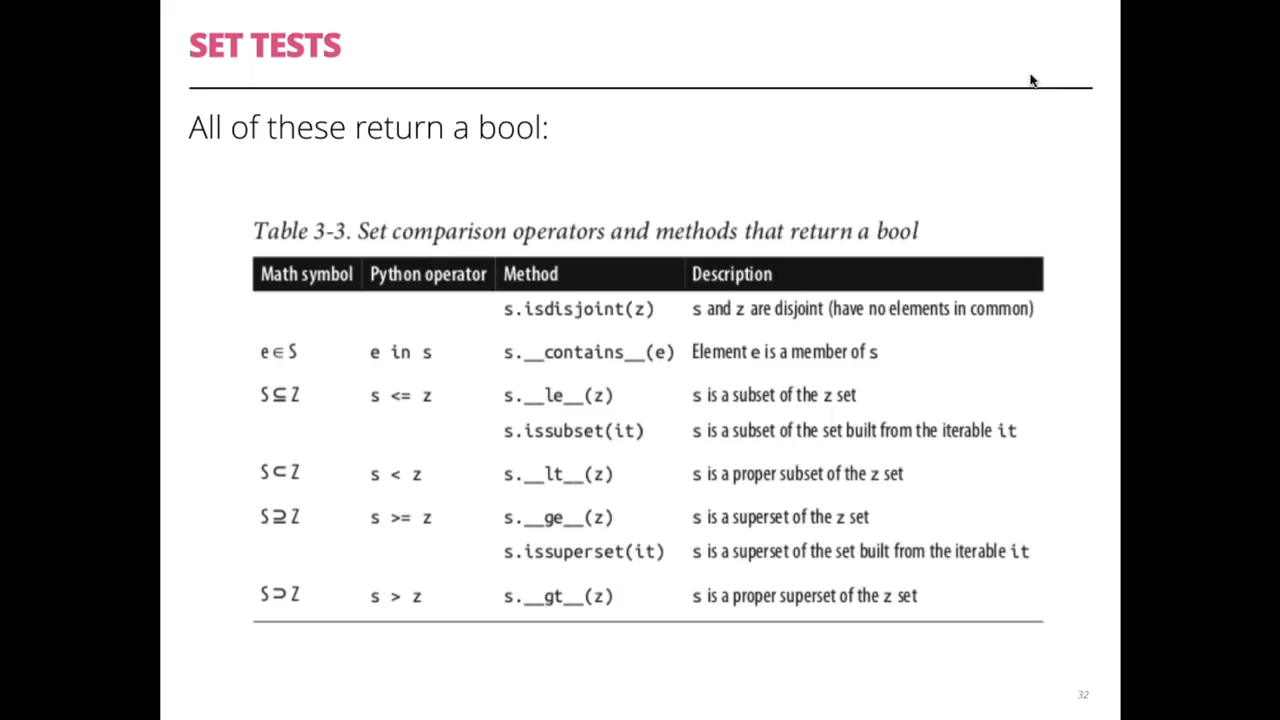 SET TESTS
All of these return a bool:
Table 3-3. Set comparison operators and methods that return a bool
Math symbol Python operator Method Description
s.isdisjoint(z) s and z are disjoint (have no elements in common)
e ∈ S e in s s.__contains__(e) Element e is a member of s
S ⊆ Z s <= z s.__le__(z) s is a subset of the z set
s.issubset(it) s is a subset of the set built from the iterable it
S ⊂ Z s < z s.__lt__(z) s is a proper subset of the z set
S ⊇ Z s >= z s.__ge__(z) s is a superset of the z set
s.issuperset(it) s is a superset of the set built from the iterable it
S ⊃ Z s > z s.__gt__(z) s is a proper superset of the z set
32